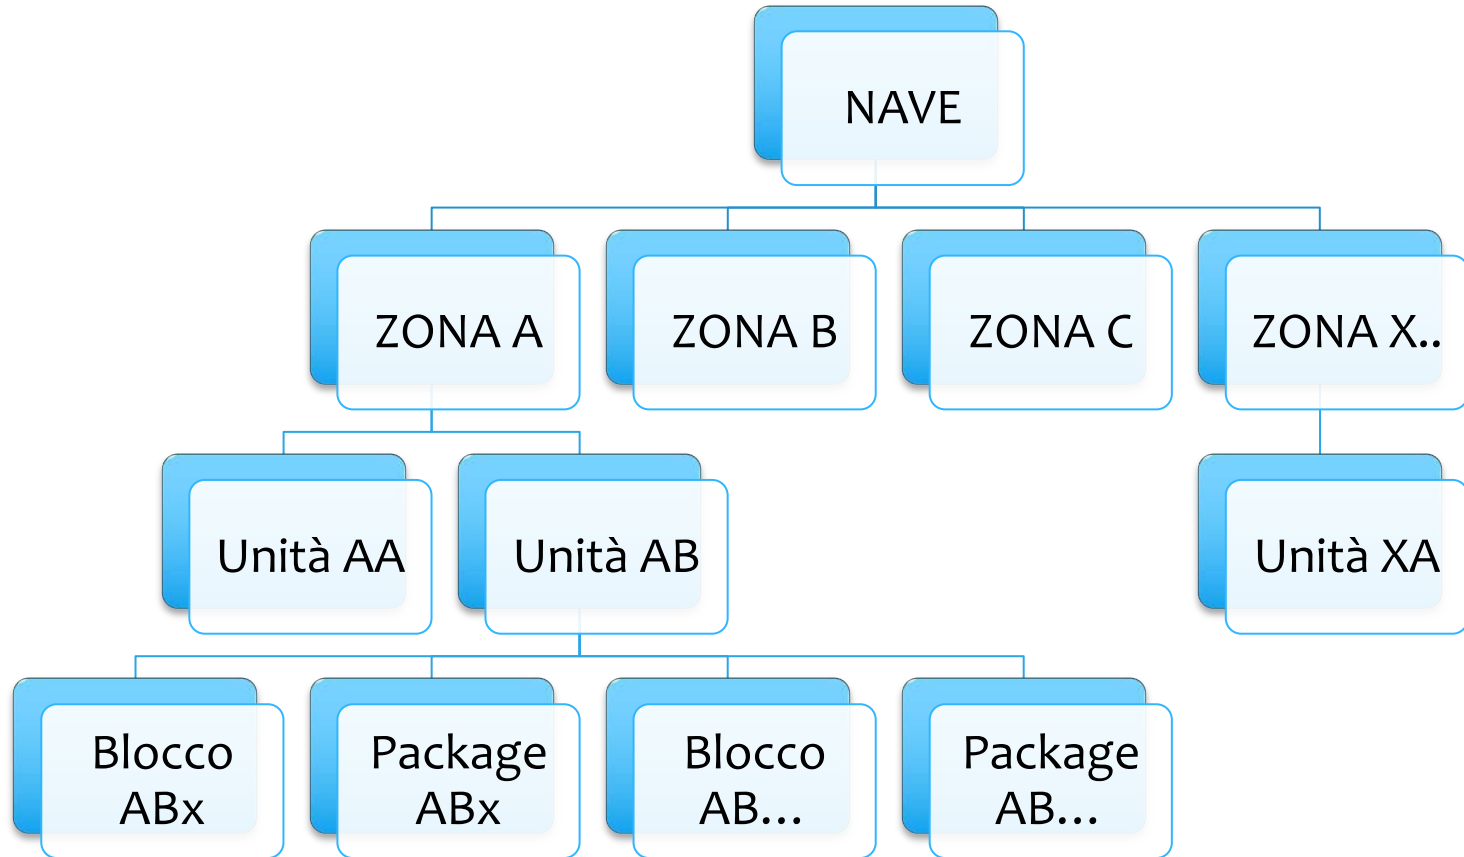 NAVE
ZONA A
ZONA B
ZONA C
ZONA X..
Unità AA
Unità AB
Unità XA
Blocco
ABx
Package
ABx
Blocco
AB...
Package
AB...